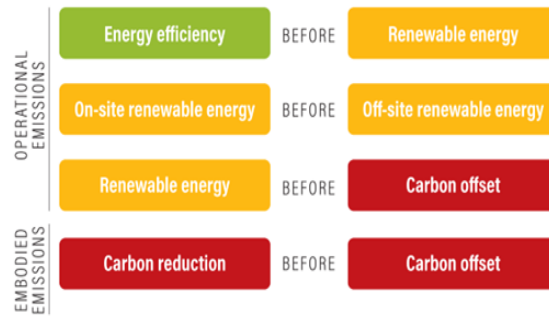 OPERATIONAL
EMISSIONS
Energy efficiency BEFORE Renewable energy
On-site renewable energy BEFORE Off-site renewable energy
Renewable energy BEFORE Carbon offset
EMBODIED
EMISSIONS
Carbon reduction BEFORE Carbon offset